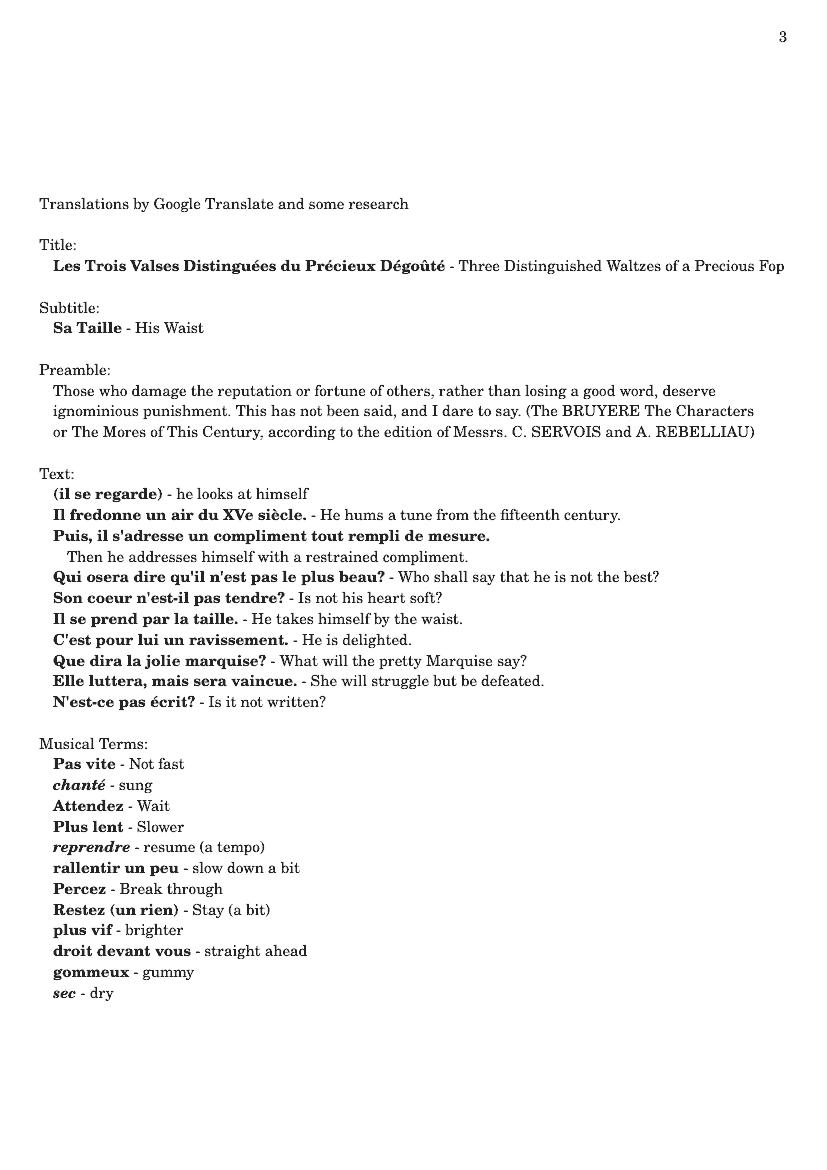 3
Translations by Google Translate and some research
Title:
Les Trois Valses Distinguées du Précieux Dégoûté - Three Distinguished Waltzes of a Precious Fop
Subtitle:
Sa Taille - His Waist
Preamble:
Those who damage the reputation or fortune of others, rather than losing a good word, deserve
ignominious punishment. This has not been said, and I dare to say. (The BRUYERE The Characters
or The Mores of This Century, according to the edition of Messrs. C. SERVOIS and A. REBELLIAU)
Text:
(il se regarde) - he looks at himself
Il fredonne un air du XVe siècle. - He hums a tune from the fifteenth century.
Puis, il s'adresse un compliment tout rempli de mesure.
Then he addresses himself with a restrained compliment.
Qui osera dire qu'il n'est pas le plus beau? - Who shall say that he is not the best?
Son coeur n'est-il pas tendre? - Is not his heart soft?
Il se prend par la taille. - He takes himself by the waist.
C'est pour lui un ravissement. - He is delighted.
Que dira la jolie marquise? - What will the pretty Marquise say?
Elle luttera, mais sera vaincue. - She will struggle but be defeated.
N'est-ce pas écrit? - Is it not written?
Musical Terms:
Pas vite - Not fast
chanté - sung
Attendez - Wait
Plus lent - Slower
reprendre - resume (a tempo)
rallentir un peu - slow down a bit
Percez - Break through
Restez (un rien) - Stay (a bit)
plus vif - brighter
droit devant vous - straight ahead
gommeux - gummy
sec - dry